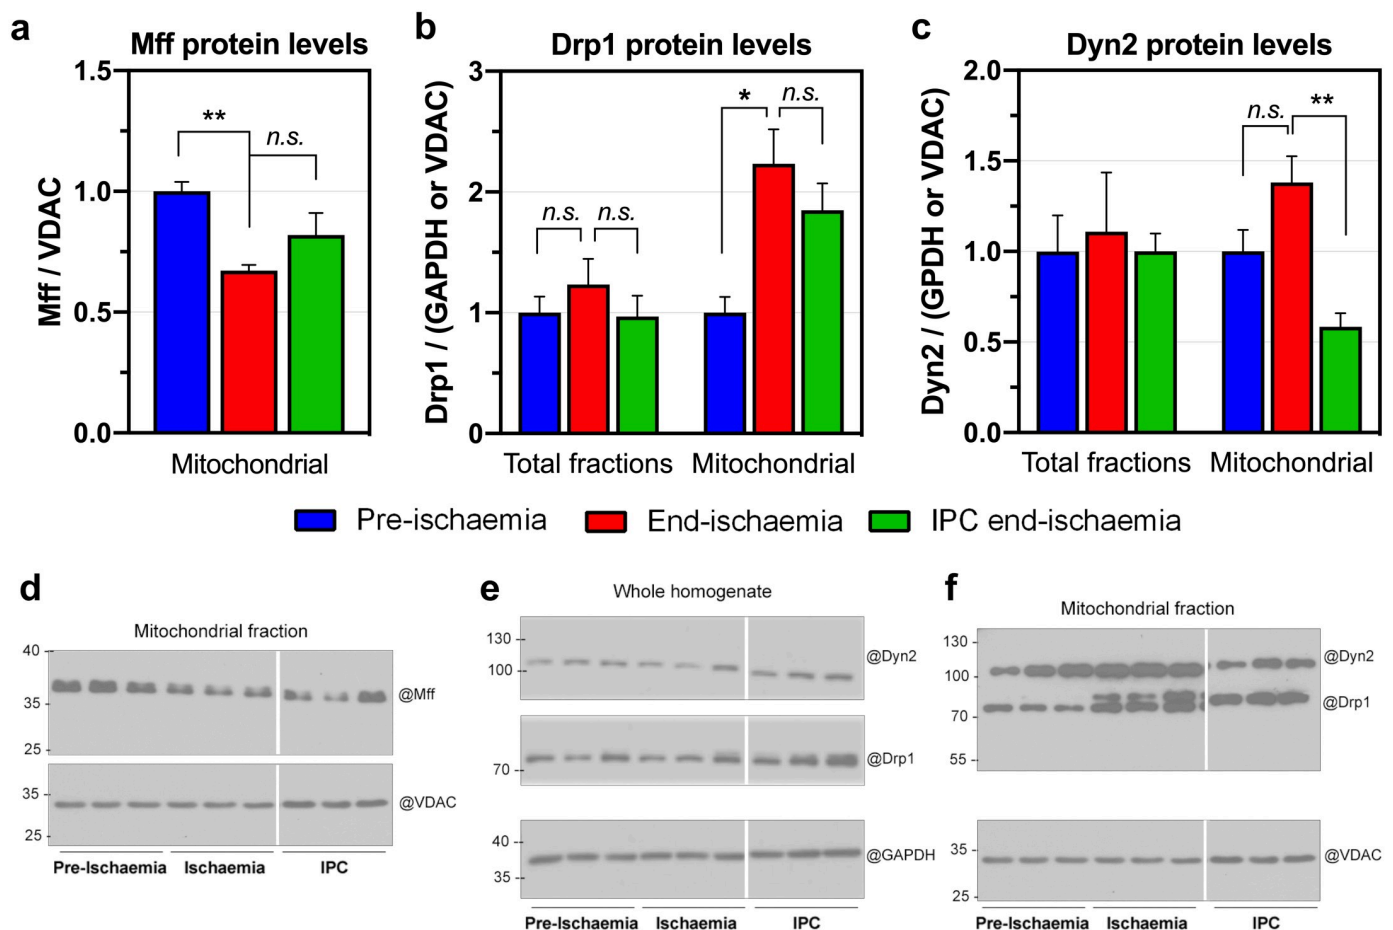 a
Mff protein levels
Mff / VDAC
1.5
1.0
0.5
0.0
**
n.s.
Mitochondrial
b
Drp1 protein levels
Drp1 / (GAPDH or VDAC)
3
2
1
0
n.s.
n.s.
*
n.s.
Total fractions
Mitochondrial
c
Dyn2 protein levels
Dyn2 / (GPDH or VDAC)
2.0
1.5
1.0
0.5
0.0
n.s.
**
Total fractions
Mitochondrial
Pre-ischaemia
End-ischaemia
IPC end-ischaemia
d
Mitochondrial fraction
40
35
25
@Mff
35
25
@VDAC
Pre-Ischaemia
Ischaemia
IPC
e
Whole homogenate
130
100
@Dyn2
70
@Drp1
40
35
@GAPDH
Pre-Ischaemia
Ischaemia
IPC
f
Mitochondrial fraction
130
100
70
55
@Dyn2
@Drp1
35
25
@VDAC
Pre-Ischaemia
Ischaemia
IPC